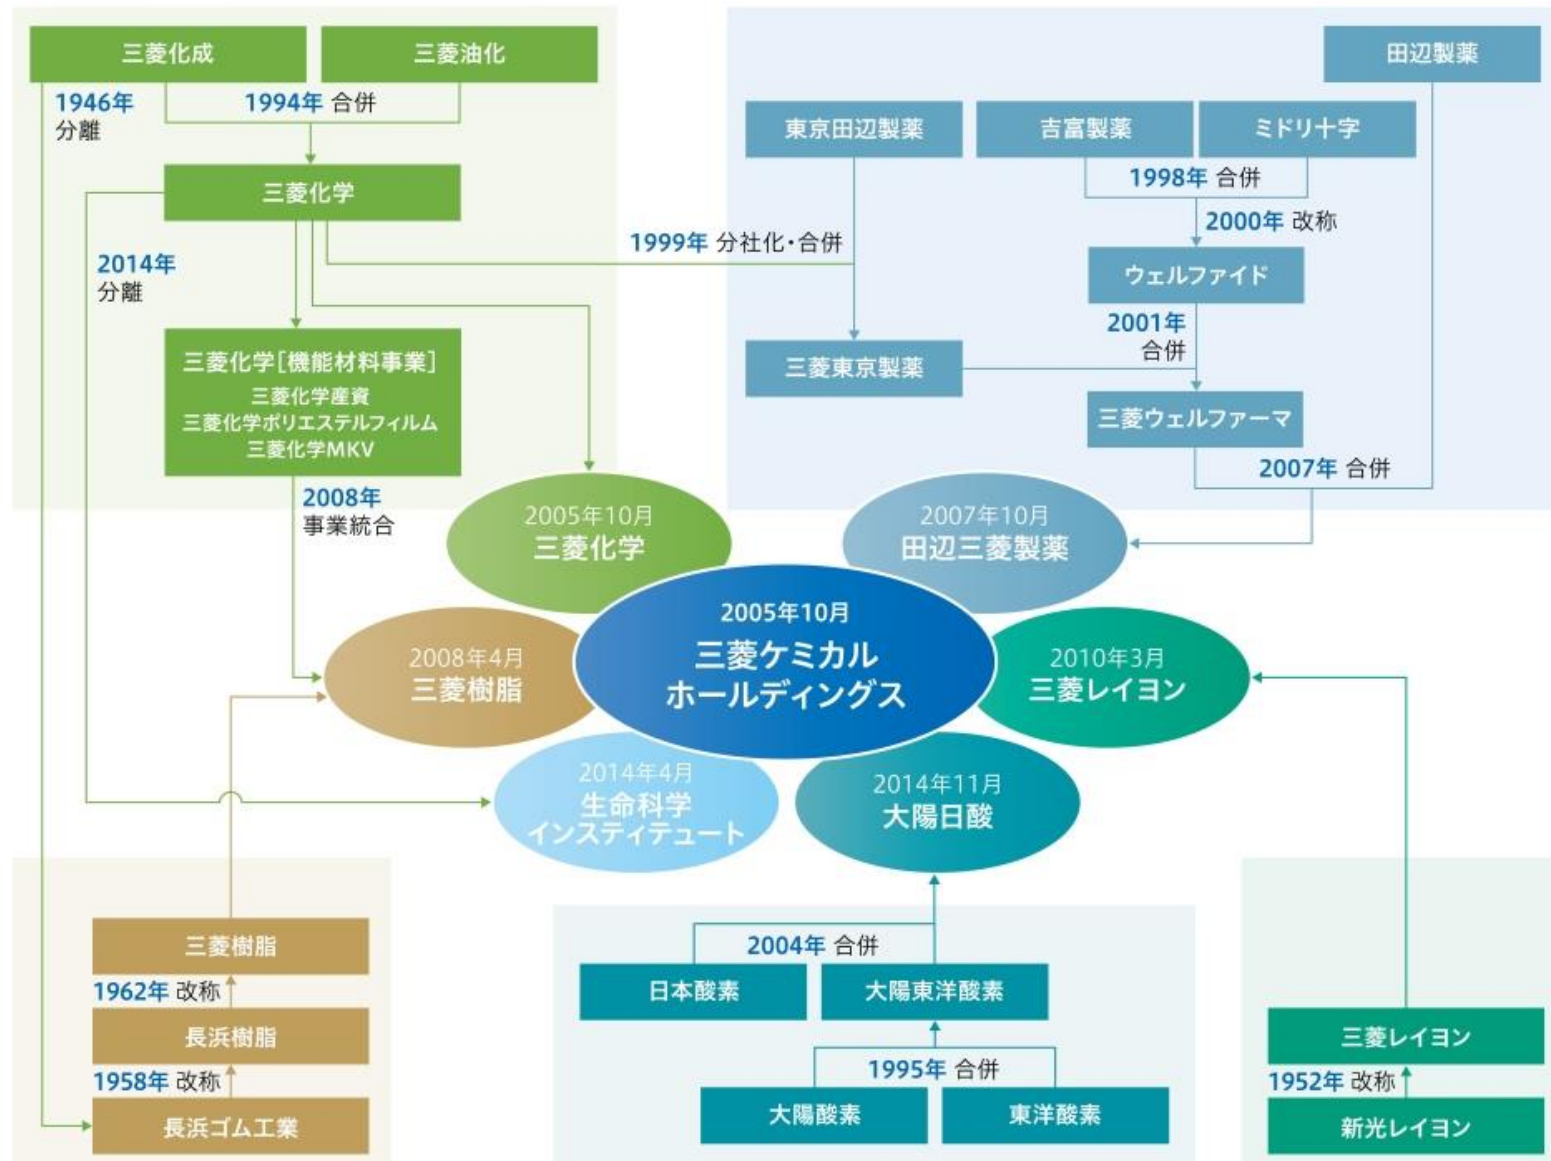 三菱化成
三菱油化
1946年
分離
1994年 合併
三菱化学
2014年
分離
三菱化学[機能材料事業]
三菱化学産資
三菱化学ポリエステルフィルム
三菱化学MKV
2008年
事業統合
田辺製薬
東京田辺製薬
吉富製薬
ミドリ十字
1998年 合併
2000年 改称
1999年 分社化・合併
ウェルファイド
2001年
合併
三菱東京製薬
三菱ウェルファーマ
2007年 合併
2005年10月
三菱化学
2007年10月
田辺三菱製薬
2005年10月
三菱ケミカル
ホールディングス
2008年4月
三菱樹脂
2010年3月
三菱レイヨン
2014年4月
生命科学
インスティテュート
2014年11月
大陽日酸
三菱樹脂
1962年 改称
長浜樹脂
1958年 改称
長浜ゴム工業
2004年 合併
日本酸素
大陽東洋酸素
1995年 合併
大陽酸素
東洋酸素
三菱レイヨン
1952年 改称
新光レイヨン